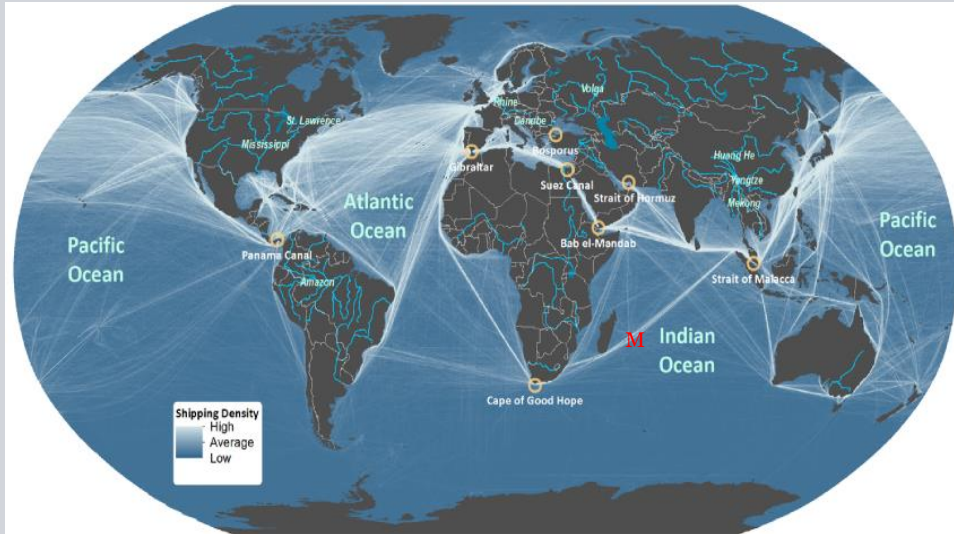 Volga
Rhine
St. Lawrence
Danube
Mississippi
Bosporus
Huang He
Gibraltar
Suez Canal
Yangtze
Strait of Hormuz
Mekong
Atlantic
Ocean
Pacific
Ocean
Pacific
Ocean
Bab el-Mandab
Panama Canal
Strait of Malacca
Amazon
M
Indian
Ocean
Cape of Good Hope
Shipping Density
High
Average
Low